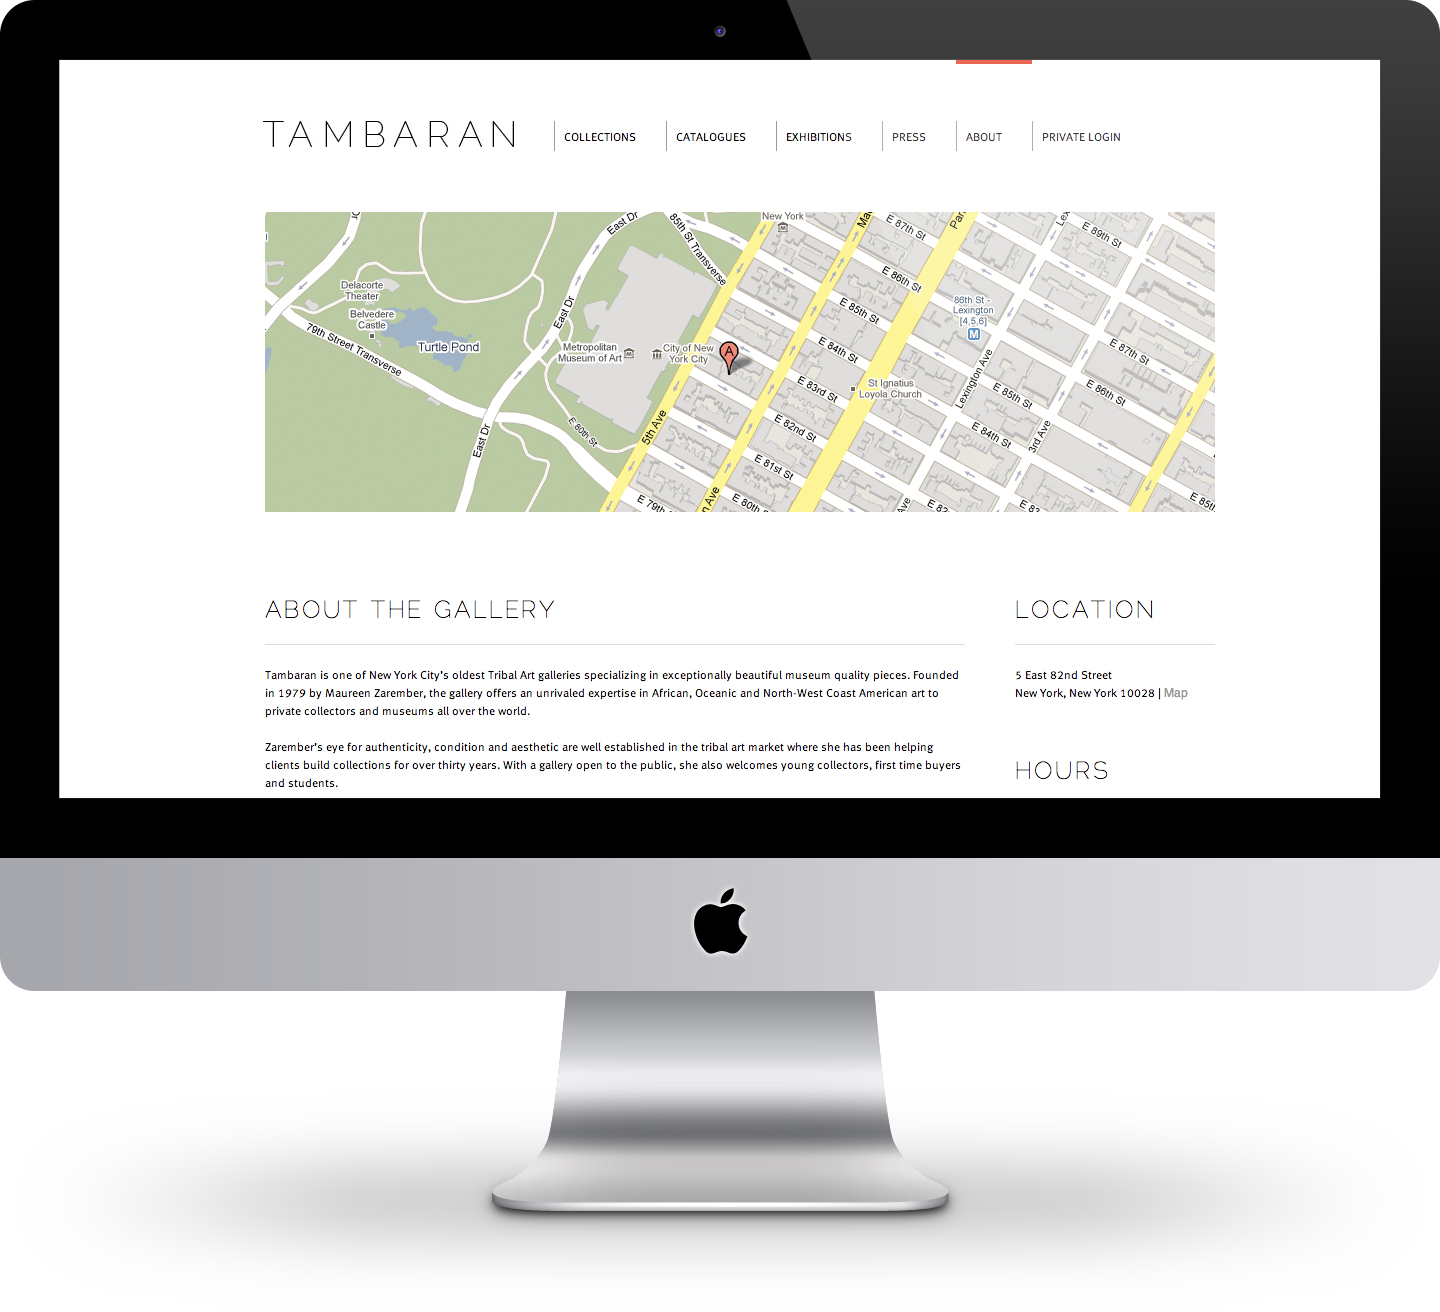 TAMBARAN
COLLECTIONS
CATALOGUES
EXHIBITIONS
PRESS
ABOUT
PRIVATE LOGIN
East Dr
85th St Transverse
New York
E 87th St
E 89th St
Delacorte
Theater
Belvedere
Castle
79th Street Transverse
Turtle Pond
East Dr
Metropolitan
Museum of Art
City of New
York City
A
E 86th St
E 85th St
E 84th St
E 83rd St
E 82nd St
E 81st St
E 80th St
E 79th
86th St -
Lexington
[4,5,6]
M
St Ignatius
Loyola Church
Lexington Ave
E 87th St
E 86th St
E 85th St
E 84th St
3rd Ave
5th Ave
E 80th St
East Dr
ABOUT THE GALLERY
Tambaran is one of New York City's oldest Tribal Art galleries specializing in exceptionally beautiful museum quality pieces. Founded
in 1979 by Maureen Zarember, the gallery offers an unrivaled expertise in African, Oceanic and North-West Coast American art to
private collectors and museums all over the world.
Zarember's eye for authenticity, condition and aesthetic are well established in the tribal art market where she has been helping
clients build collections for over thirty years. With a gallery open to the public, she also welcomes young collectors, first time buyers
and students.
LOCATION
5 East 82nd Street
New York, New York 10028 | Map
HOURS